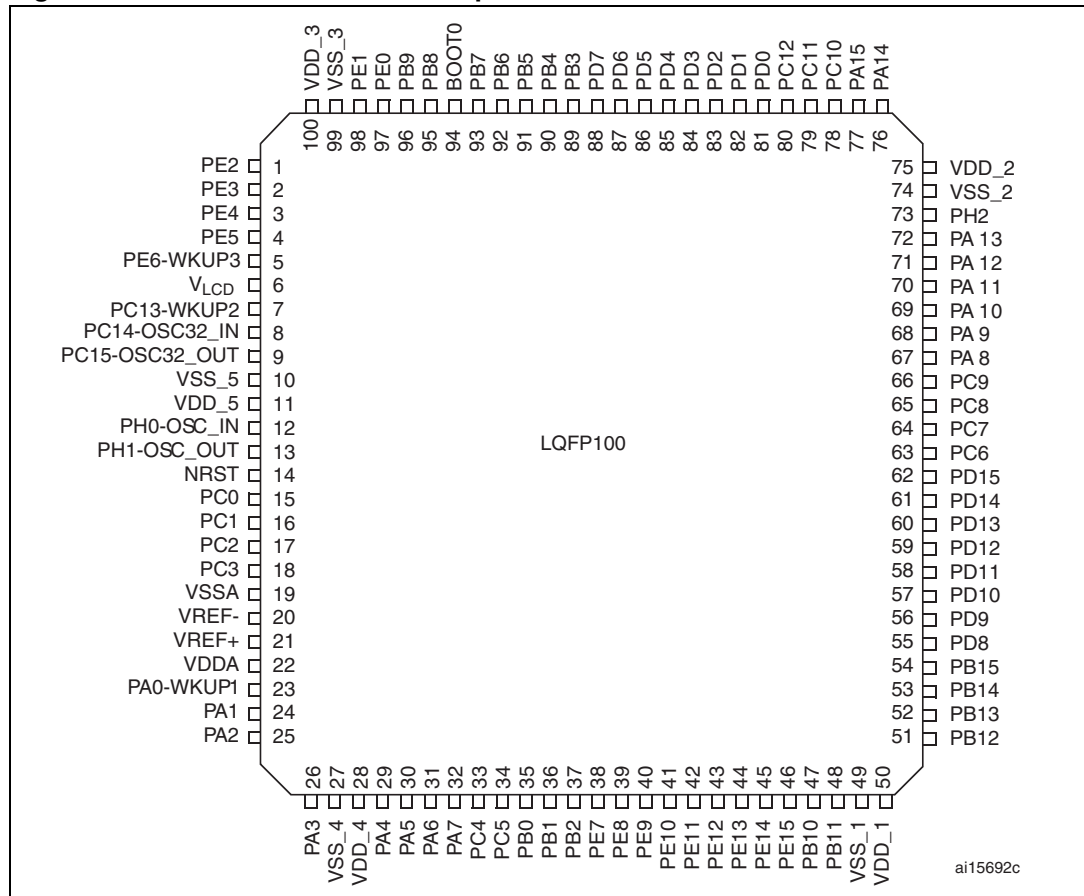 VDD_3
VSS_3
PE1
PE0
PB9
PB8
BOOT0
PB7
PB6
PB5
PB4
PB3
PD7
PD6
PD5
PD4
PD3
PD2
PD1
PD0
PC12
PC11
PC10
PA15
PA14
100
99
98
97
96
95
94
93
92
91
90
89
88
87
86
85
84
83
82
81
80
79
78
77
76
PE2 1
PE3 2
PE4 3
PE5 4
PE6-WKUP3 5
VLCD 6
PC13-WKUP2 7
PC14-OSC32_IN 8
PC15-OSC32_OUT 9
VSS_5 10
VDD_5 11
PH0-OSC_IN 12
PH1-OSC_OUT 13
NRST 14
PC0 15
PC1 16
PC2 17
PC3 18
VSSA 19
VREF- 20
VREF+ 21
VDDA 22
PA0-WKUP1 23
PA1 24
PA2 25
LQFP100
75 VDD_2
74 VSS_2
73 PH2
72 PA 13
71 PA 12
70 PA 11
69 PA 10
68 PA 9
67 PA 8
66 PC9
65 PC8
64 PC7
63 PC6
62 PD15
61 PD14
60 PD13
59 PD12
58 PD11
57 PD10
56 PD9
55 PD8
54 PB15
53 PB14
52 PB13
51 PB12
26
27
28
29
30
31
32
33
34
35
36
37
38
39
40
41
42
43
44
45
46
47
48
49
50
PA3
VSS_4
VDD_4
PA4
PA5
PA6
PA7
PC4
PC5
PB0
PB1
PB2
PE7
PE8
PE9
PE10
PE11
PE12
PE13
PE14
PE15
PB10
PB11
VSS_1
VDD_1
ai15692c